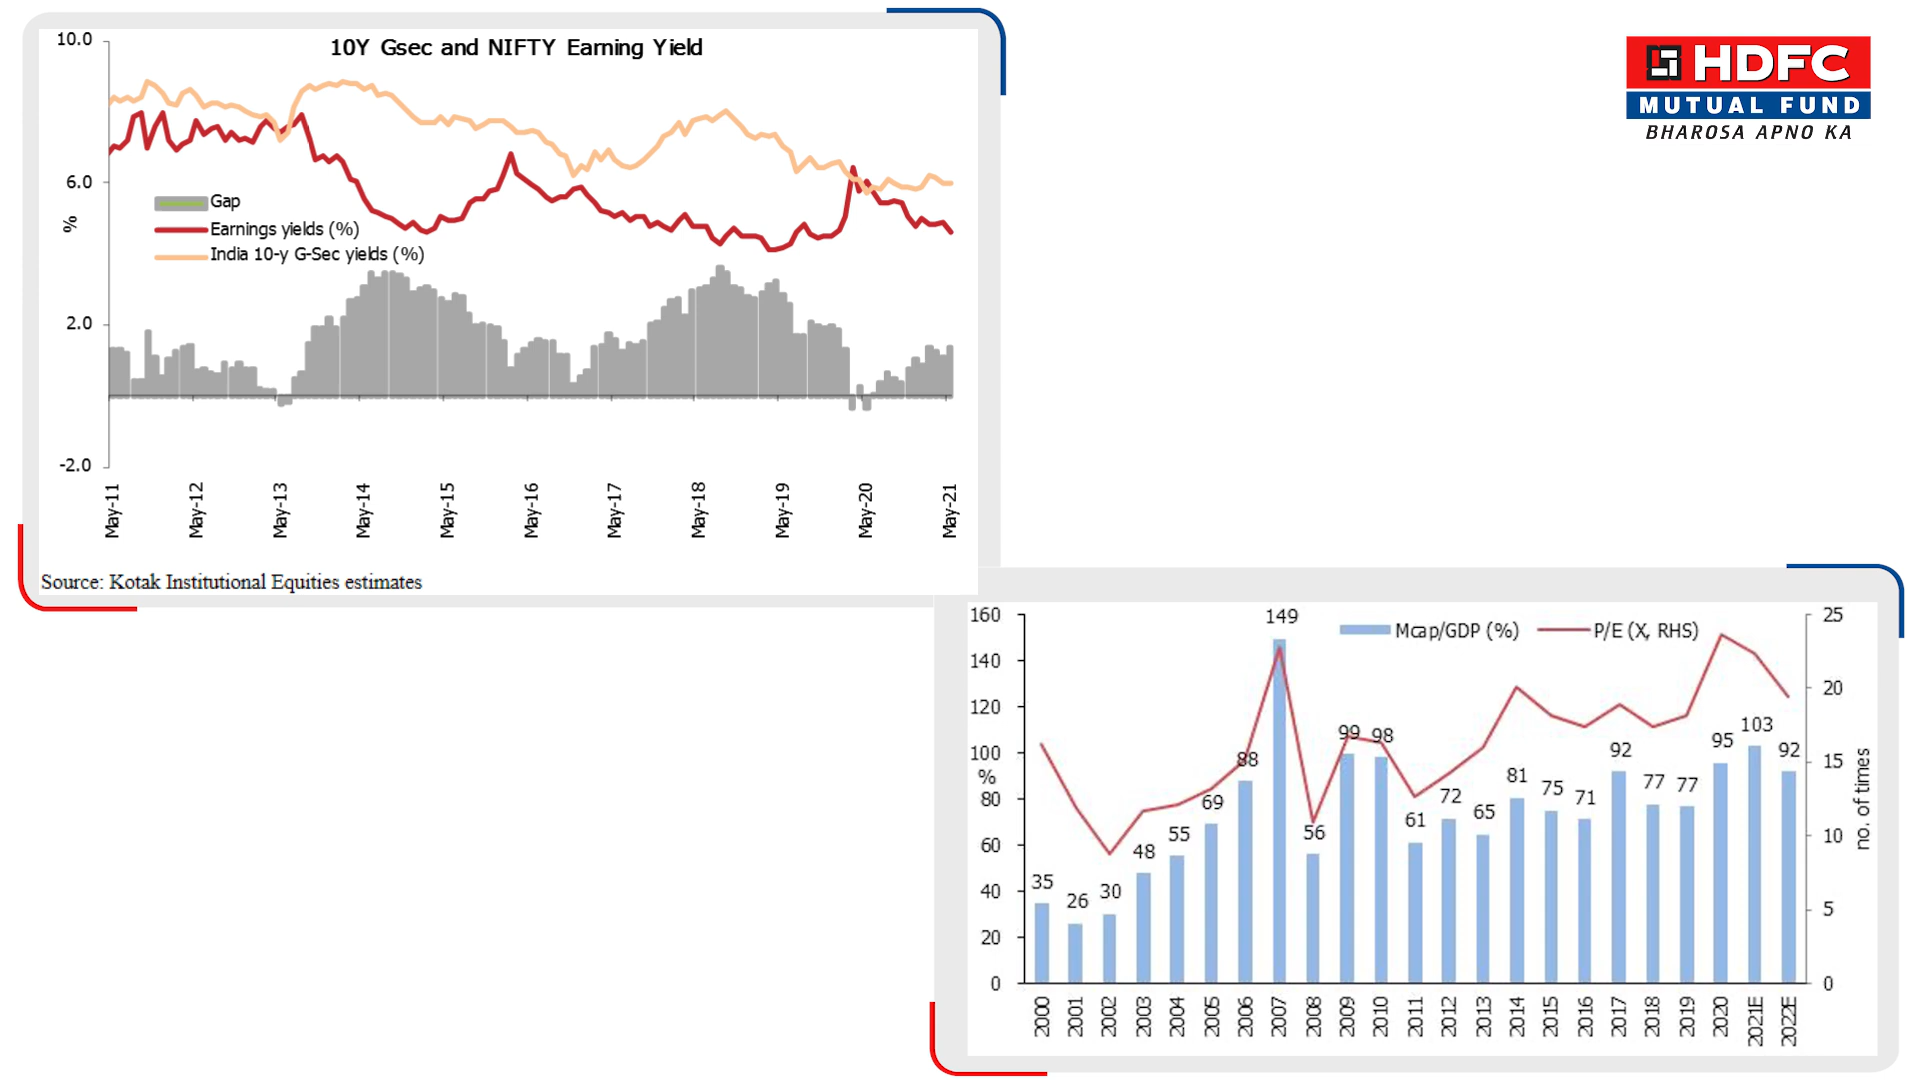 10Y Gsec and NIFTY Earning Yield
10.0
6.0
2.0
-2.0
%
Gap
Earnings yields (%)
India 10-y G-Sec yields (%)
May-11
May-12
May-13
May-14
May-15
May-16
May-17
May-18
May-19
May-20
May-21
Source: Kotak Institutional Equities estimates
HDFC
MUTUAL FUND
BHAROSA APNO KA
Mcap/GDP (%)
P/E (X, RHS)
160
140
120
100
%
80
60
40
20
0
25
20
15
10
5
0
no. of times
35
26
30
48
55
69
88
149
56
99
98
61
72
65
81
75
71
92
77
77
95
103
92
2000
2001
2002
2003
2004
2005
2006
2007
2008
2009
2010
2011
2012
2013
2014
2015
2016
2017
2018
2019
2020
2021E
2022E